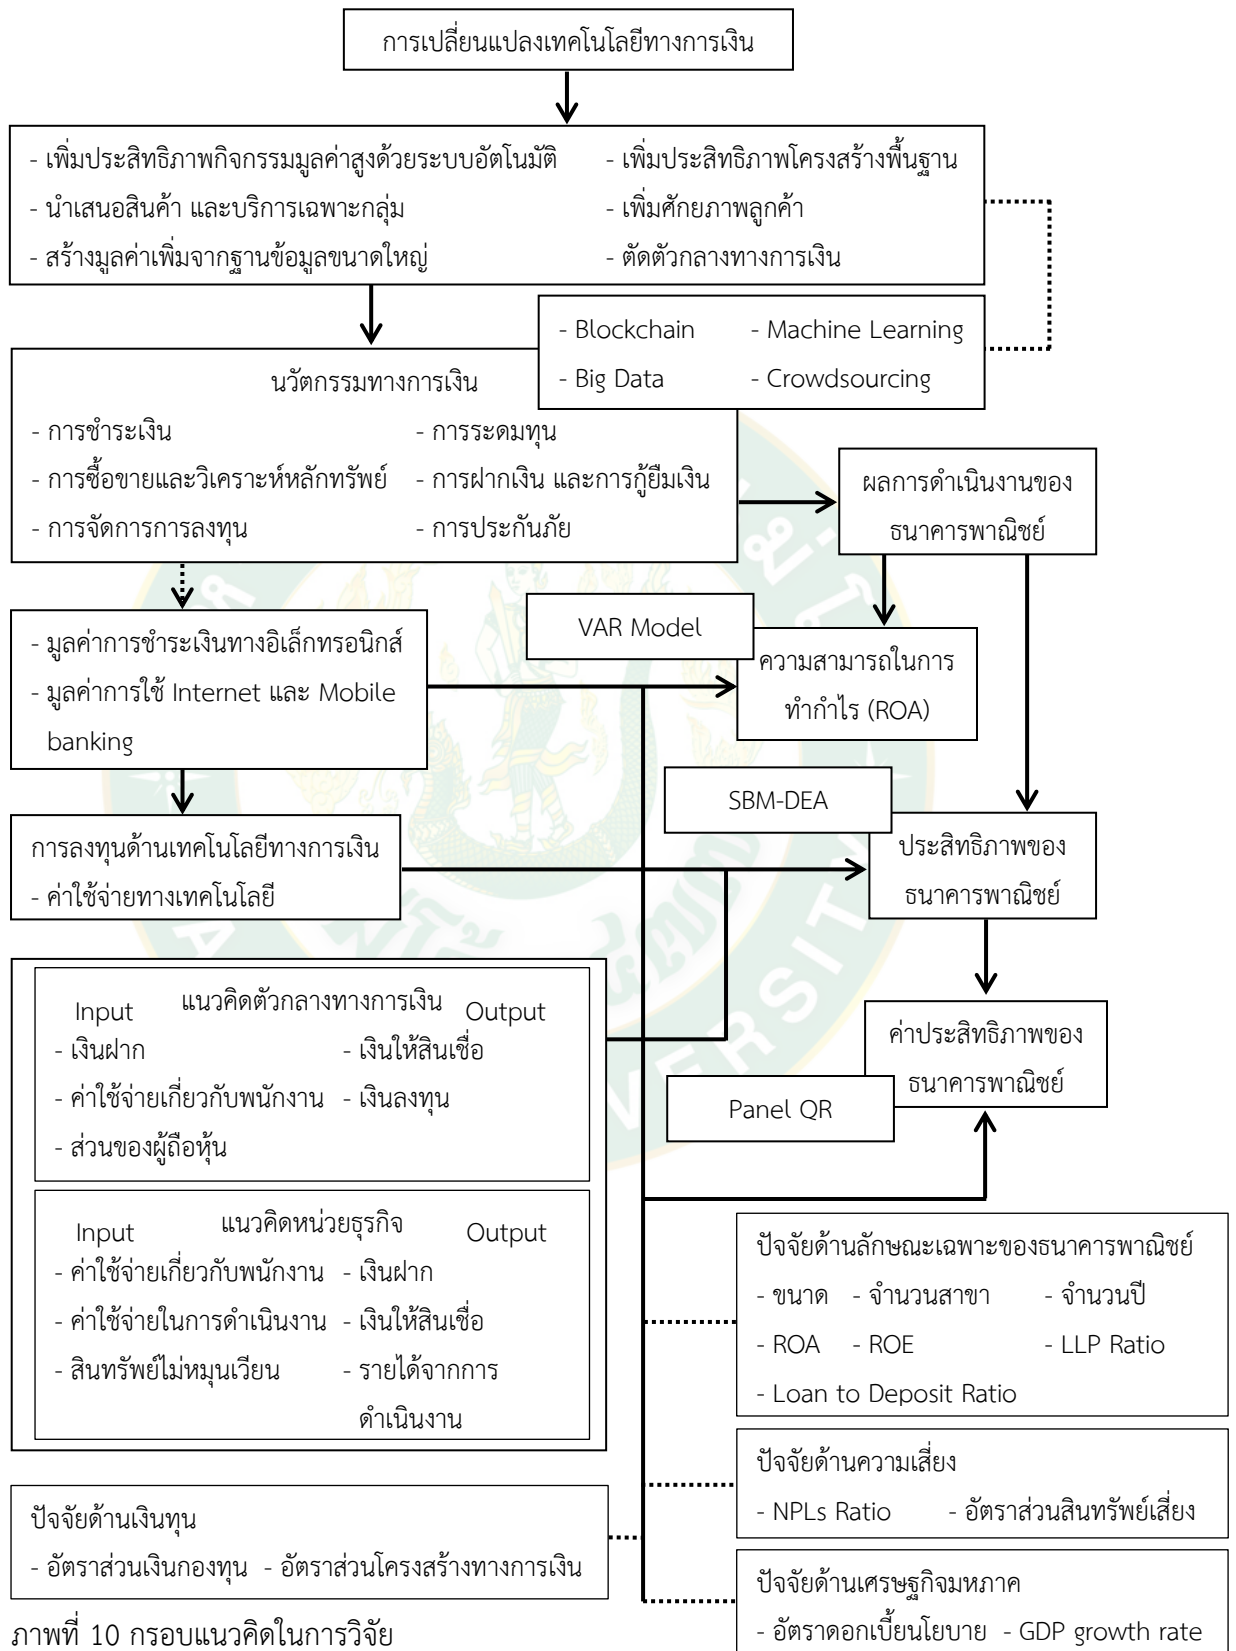 การเปลี่ยนแปลงเทคโนโลยีทางการเงิน
- เพิ่มประสิทธิภาพกิจกรรมมูลค่าสูงด้วยระบบอัตโนมัติ - เพิ่มประสิทธิภาพโครงสร้างพื้นฐาน
- นำเสนอสินค้า และบริการเฉพาะกลุ่ม - เพิ่มศักยภาพลูกค้า
- สร้างมูลค่าเพิ่มจากฐานข้อมูลขนาดใหญ่ - ตัดตัวกลางทางการเงิน
- Blockchain - Machine Learning
- Big Data - Crowdsourcing
นวัตกรรมทางการเงิน
- การชำระเงิน - การระดมทุน
- การซื้อขายและวิเคราะห์หลักทรัพย์ - การฝากเงิน และการกู้ยืมเงิน
- การจัดการการลงทุน - การประกันภัย
ผลการดำเนินงานของ
ธนาคารพาณิชย์
- มูลค่าการชำระเงินทางอิเล็กทรอนิกส์
- มูลค่าการใช้ Internet และ Mobile
banking
VAR Model
ความสามารถในการ
ทำกำไร (ROA)
SBM-DEA
การลงทุนด้านเทคโนโลยีทางการเงิน
- ค่าใช้จ่ายทางเทคโนโลยี
ประสิทธิภาพของ
ธนาคารพาณิชย์
Input แนวคิดตัวกลางทางการเงิน Output
- เงินฝาก - เงินให้สินเชื่อ
- ค่าใช้จ่ายเกี่ยวกับพนักงาน - เงินลงทุน
- ส่วนของผู้ถือหุ้น
ค่าประสิทธิภาพของ
ธนาคารพาณิชย์
Panel QR
Input แนวคิดหน่วยธุรกิจ Output
- ค่าใช้จ่ายเกี่ยวกับพนักงาน - เงินฝาก
- ค่าใช้จ่ายในการดำเนินงาน - เงินให้สินเชื่อ
- สินทรัพย์ไม่หมุนเวียน - รายได้จากการ
ดำเนินงาน
ปัจจัยด้านลักษณะเฉพาะของธนาคารพาณิชย์
- ขนาด - จำนวนสาขา - จำนวนปี
- ROA - ROE - LLP Ratio
- Loan to Deposit Ratio
ปัจจัยด้านความเสี่ยง
- NPLs Ratio - อัตราส่วนสินทรัพย์เสี่ยง
ปัจจัยด้านเงินทุน
- อัตราส่วนเงินกองทุน - อัตราส่วนโครงสร้างทางการเงิน
ปัจจัยด้านเศรษฐกิจมหภาค
- อัตราดอกเบี้ยนโยบาย - GDP growth rate
ภาพที่ 10 กรอบแนวคิดในการวิจัย